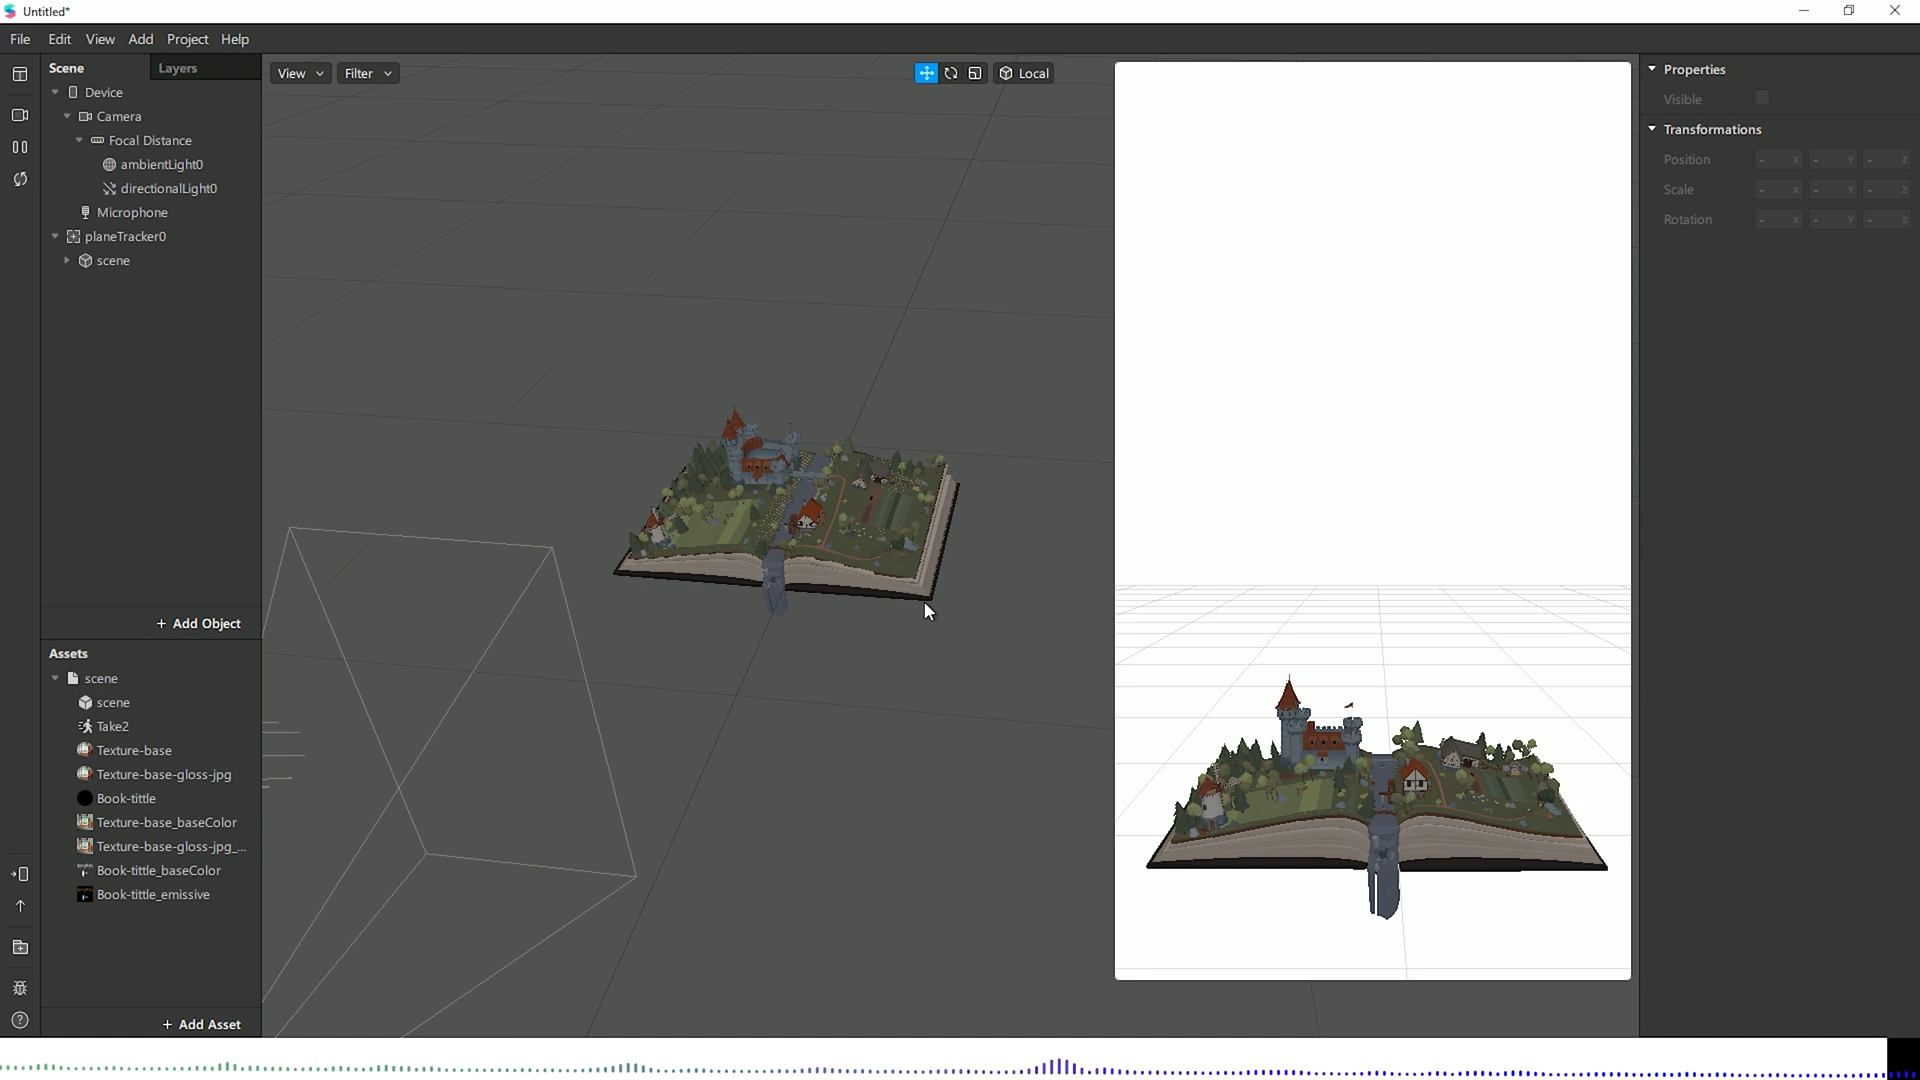 Untitled*
File Edit View Add Project Help
Scene Layers
Device
Camera
Focal Distance
ambientLight0
directionalLight0
Microphone
planeTracker0
scene
+ Add Object
Assets
scene
scene
Take2
Texture-base
Texture-base-gloss-jpg
Book-tittle
Texture-base_baseColor
Texture-base-gloss-jpg_...
Book-tittle_baseColor
Book-tittle_emissive
+ Add Asset
View Filter Local
Properties
Visible
Transformations
Position - X - Y - Z
Scale - X - Y - Z
Rotation - X - Y - Z